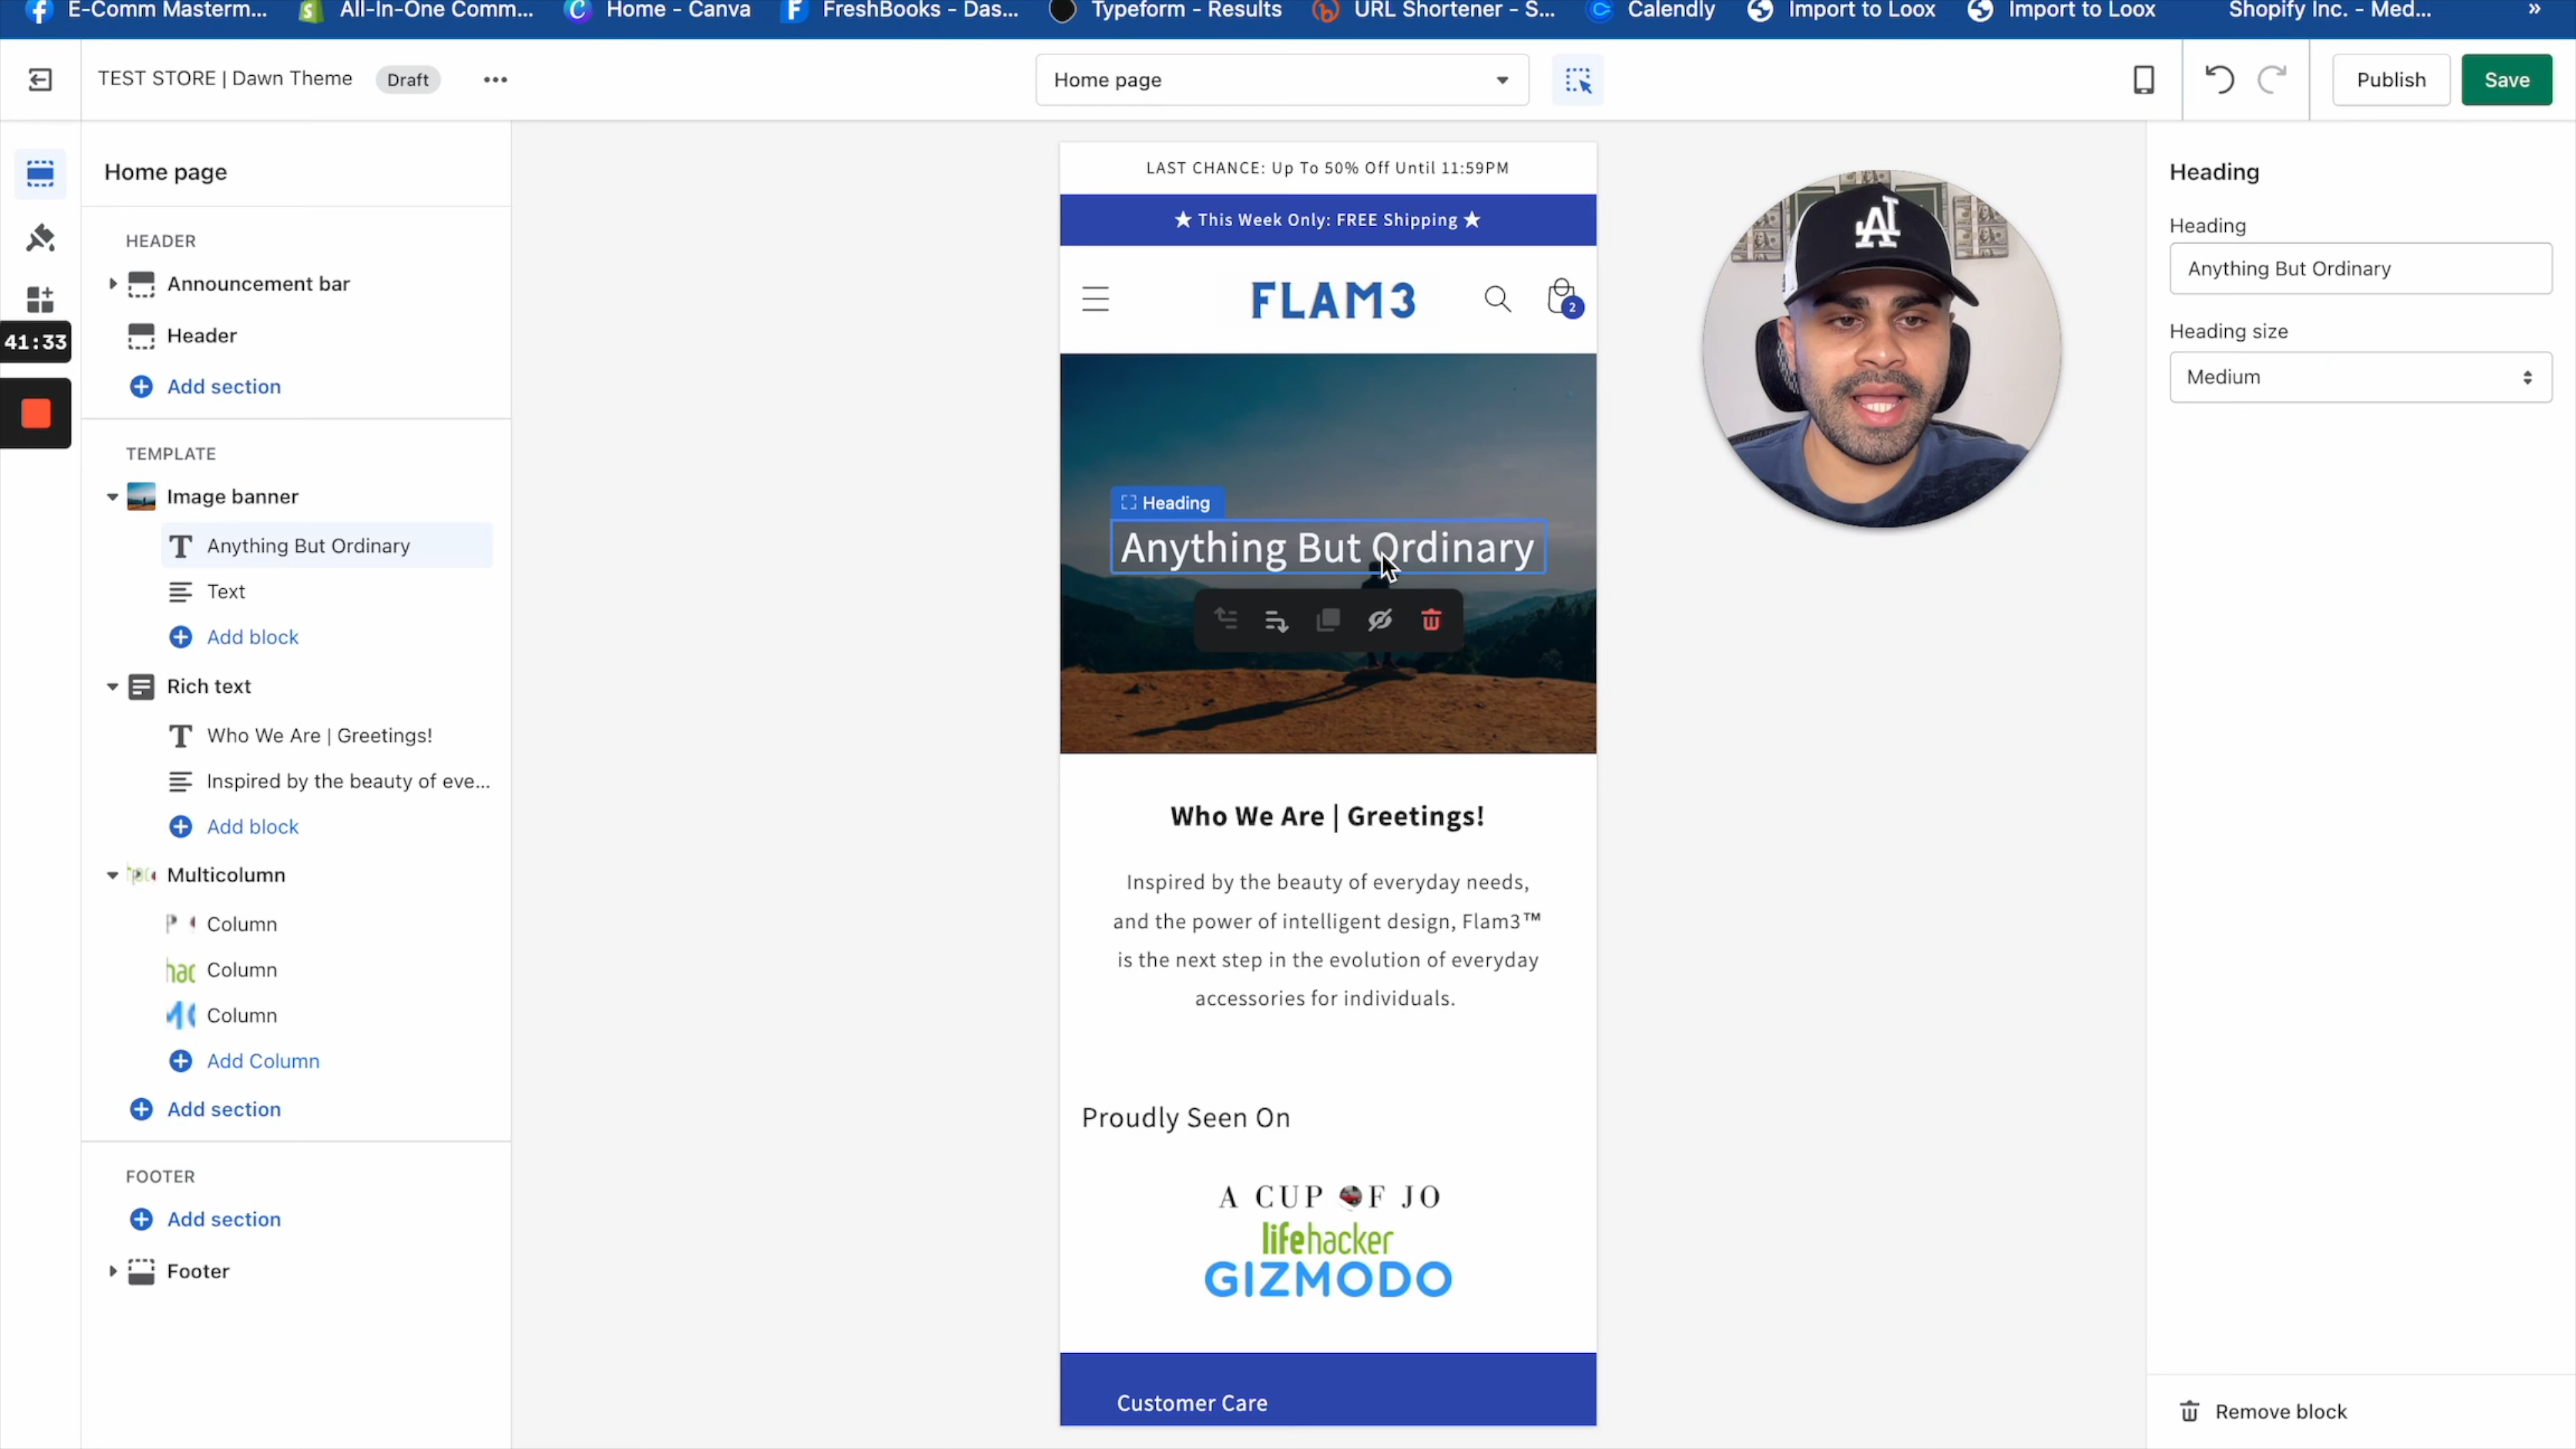 E-Comm Masterm...
All-In-One Comm...
Home - Canva
FreshBooks - Das...
Typeform - Results
URL Shortener - S...
Calendly
Import to Loox
Import to Loox
Shopify Inc. - Med...
»
TEST STORE | Dawn Theme
Draft
Home page
Publish
Save
41:33
Home page
HEADER
Announcement bar
Header
Add section
TEMPLATE
Image banner
Anything But Ordinary
Text
Add block
Rich text
Who We Are | Greetings!
Inspired by the beauty of eve...
Add block
Multicolumn
Column
Column
Column
Add Column
Add section
FOOTER
Add section
Footer
LAST CHANCE: Up To 50% Off Until 11:59PM
★ This Week Only: FREE Shipping ★
FLAM3
2
Heading
Anything But Ordinary
Who We Are | Greetings!
Inspired by the beauty of everyday needs,
and the power of intelligent design, Flam3™
is the next step in the evolution of everyday
accessories for individuals.
Proudly Seen On
A CUP OF JO
lifehacker
GIZMODO
Customer Care
LA
Heading
Heading
Anything But Ordinary
Heading size
Medium
Remove block